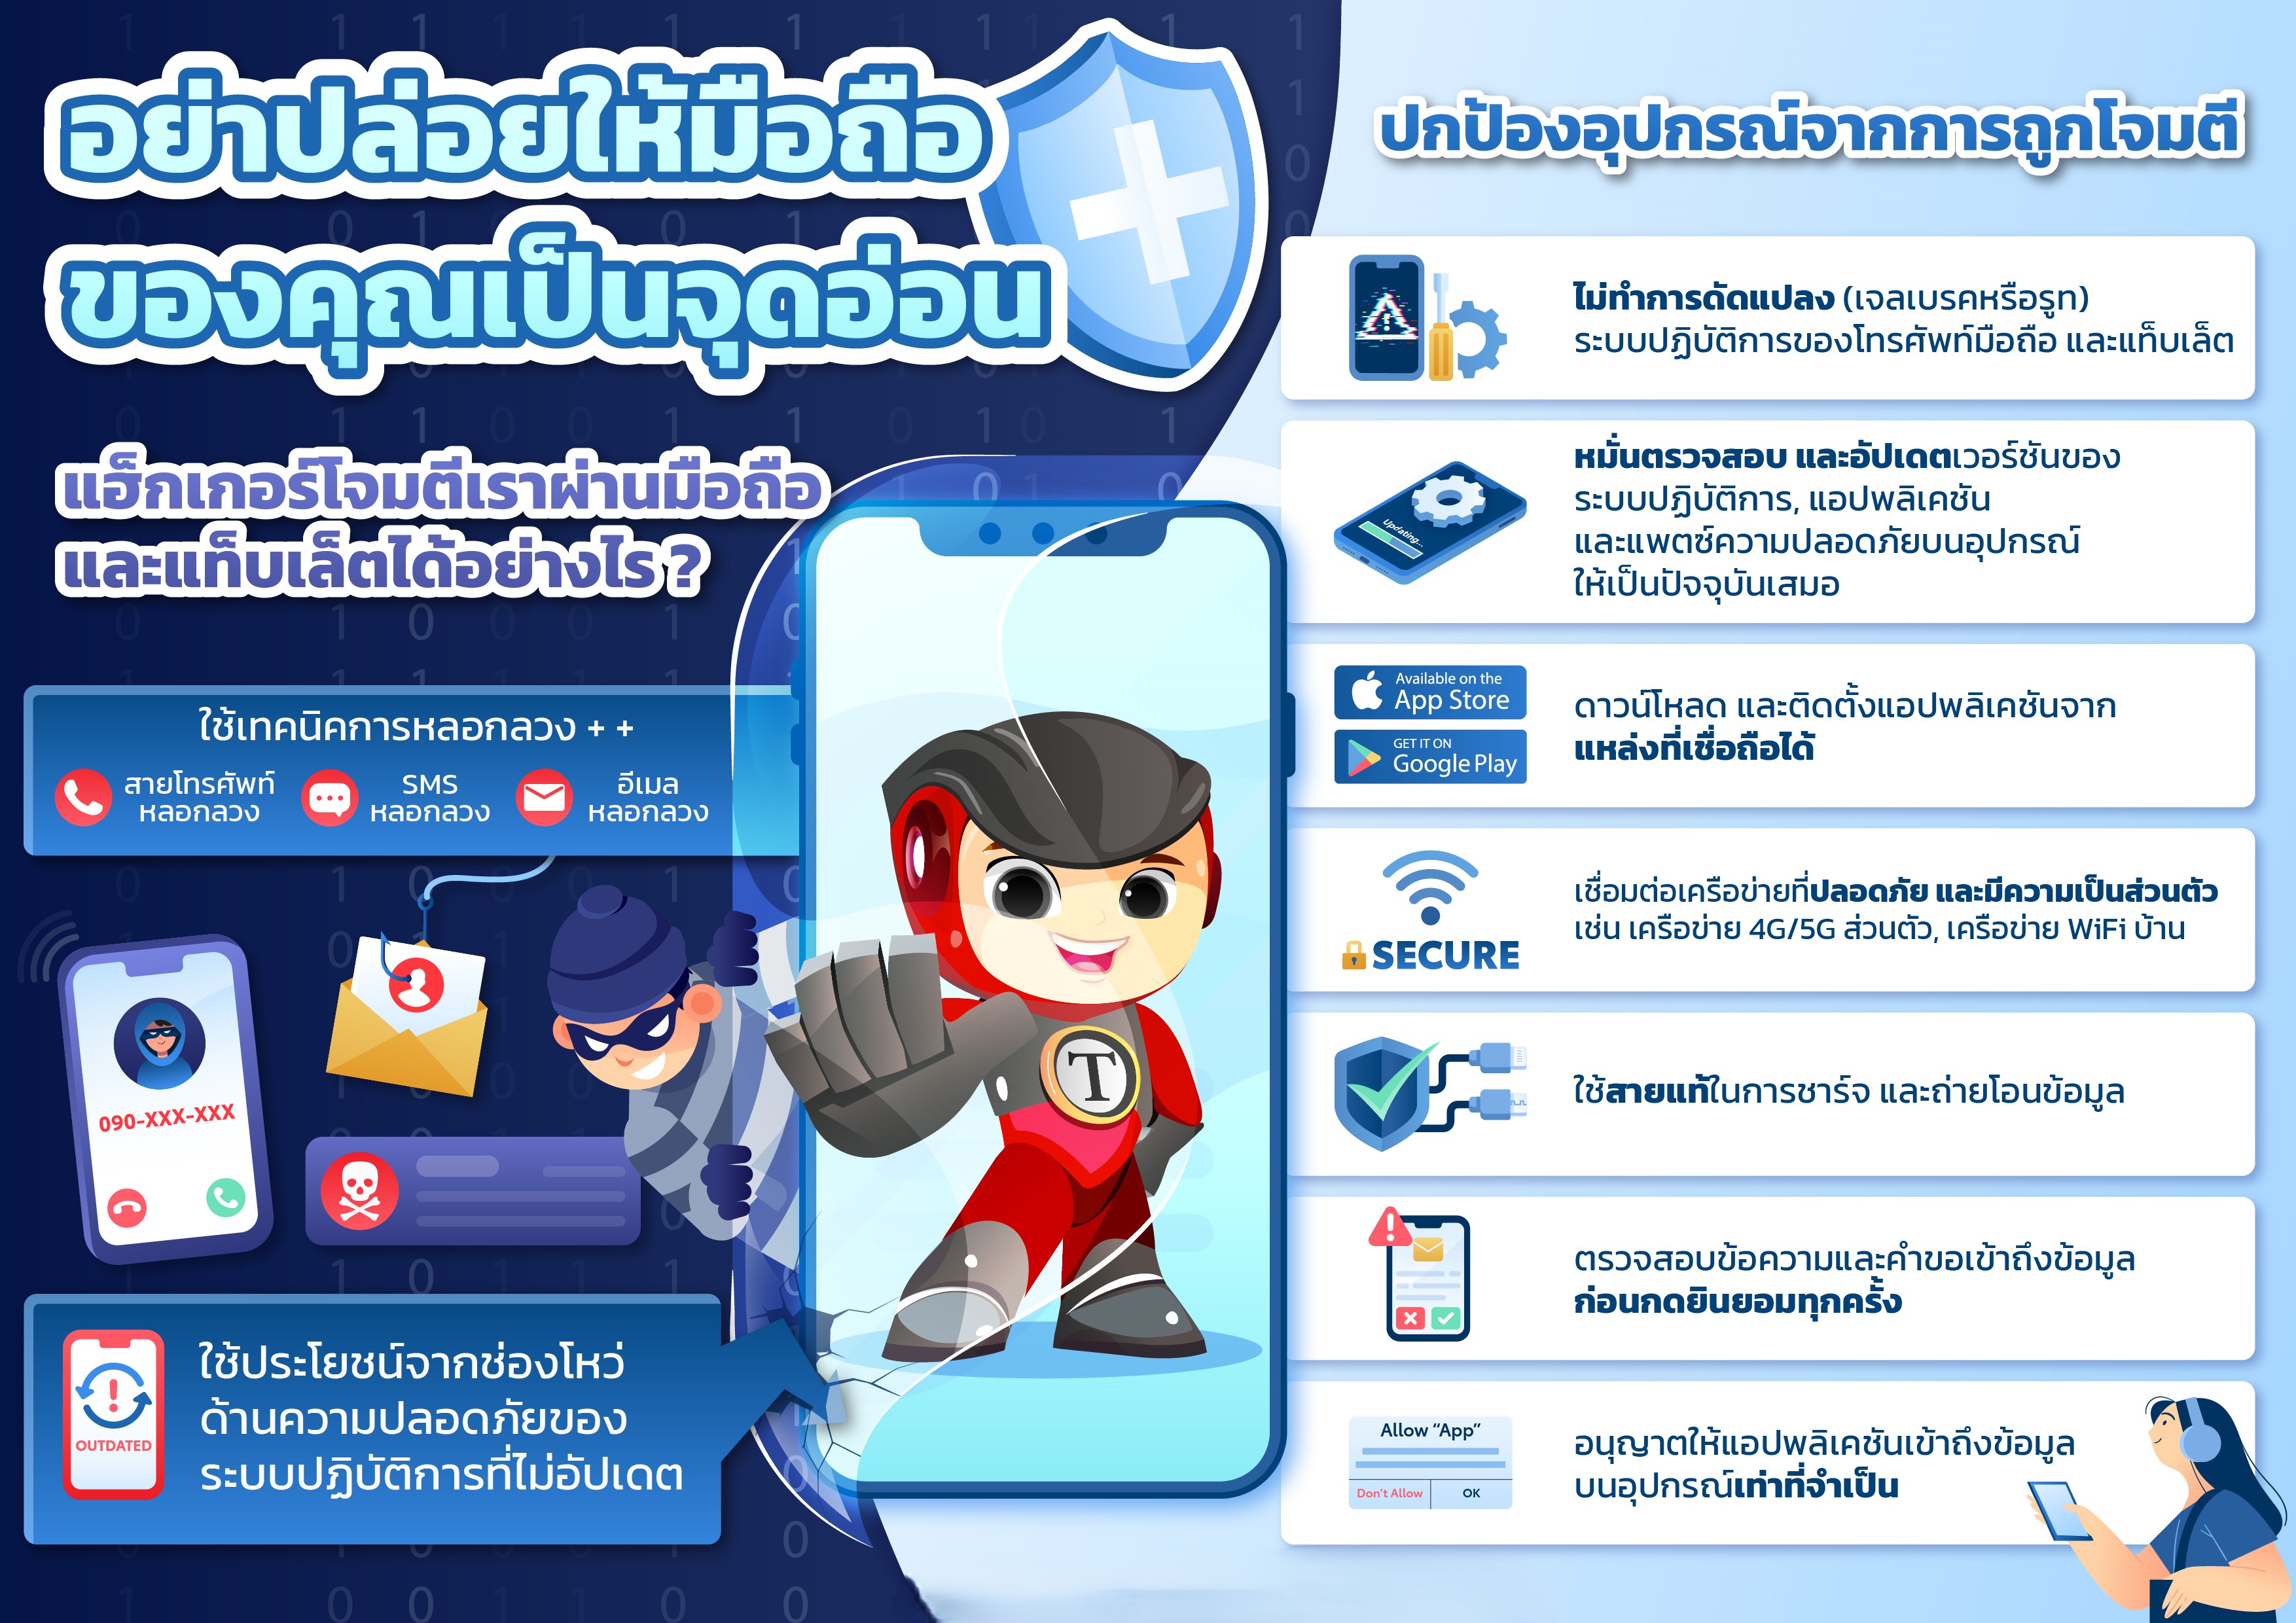 อย่าปล่อยให้มือถือ
ของคุณเป็นจุดอ่อน
แฮ็กเกอร์โจมตีเราผ่านมือถือ
และแท็บเล็ตได้อย่างไร ?
ใช้เทคนิคการหลอกลวง + +
สายโทรศัพท์
หลอกลวง
SMS
หลอกลวง
อีเมล
หลอกลวง
090-XXX-XXX
OUTDATED
ใช้ประโยชน์จากช่องโหว่
ด้านความปลอดภัยของ
ระบบปฏิบัติการที่ไม่อัปเดต
T
ปกป้องอุปกรณ์จากการถูกโจมตี
ไม่ทำการดัดแปลง (เจลเบรคหรือรูท)
ระบบปฏิบัติการของโทรศัพท์มือถือ และแท็บเล็ต
Updating...
หมั่นตรวจสอบ และอัปเดตเวอร์ชันของ
ระบบปฏิบัติการ, แอปพลิเคชัน
และแพตซ์ความปลอดภัยบนอุปกรณ์
ให้เป็นปัจจุบันเสมอ
Available on the
App Store
GET IT ON
Google Play
ดาวน์โหลด และติดตั้งแอปพลิเคชันจาก
แหล่งที่เชื่อถือได้
SECURE
เชื่อมต่อเครือข่ายที่ปลอดภัย และมีความเป็นส่วนตัว
เช่น เครือข่าย 4G/5G ส่วนตัว, เครือข่าย WiFi บ้าน
ใช้สายแท้ในการชาร์จ และถ่ายโอนข้อมูล
ตรวจสอบข้อความและคำขอเข้าถึงข้อมูล
ก่อนกดยินยอมทุกครั้ง
Allow “App”
Don't Allow
OK
อนุญาตให้แอปพลิเคชันเข้าถึงข้อมูล
บนอุปกรณ์เท่าที่จำเป็น